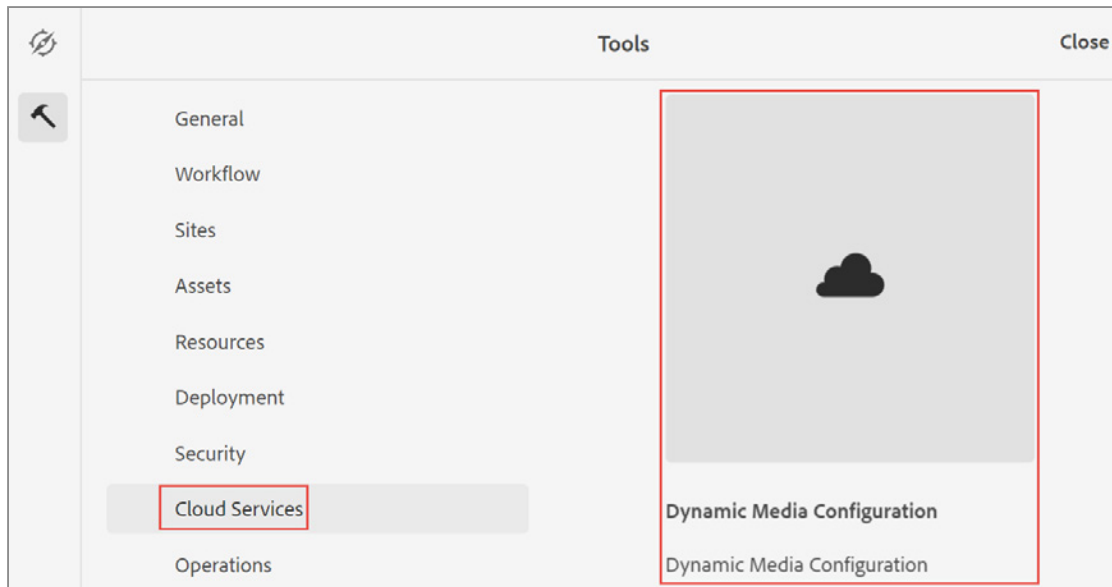 Tools
Close
General
Workflow
Sites
Assets
Resources
Deployment
Security
Cloud Services
Operations
Dynamic Media Configuration
Dynamic Media Configuration